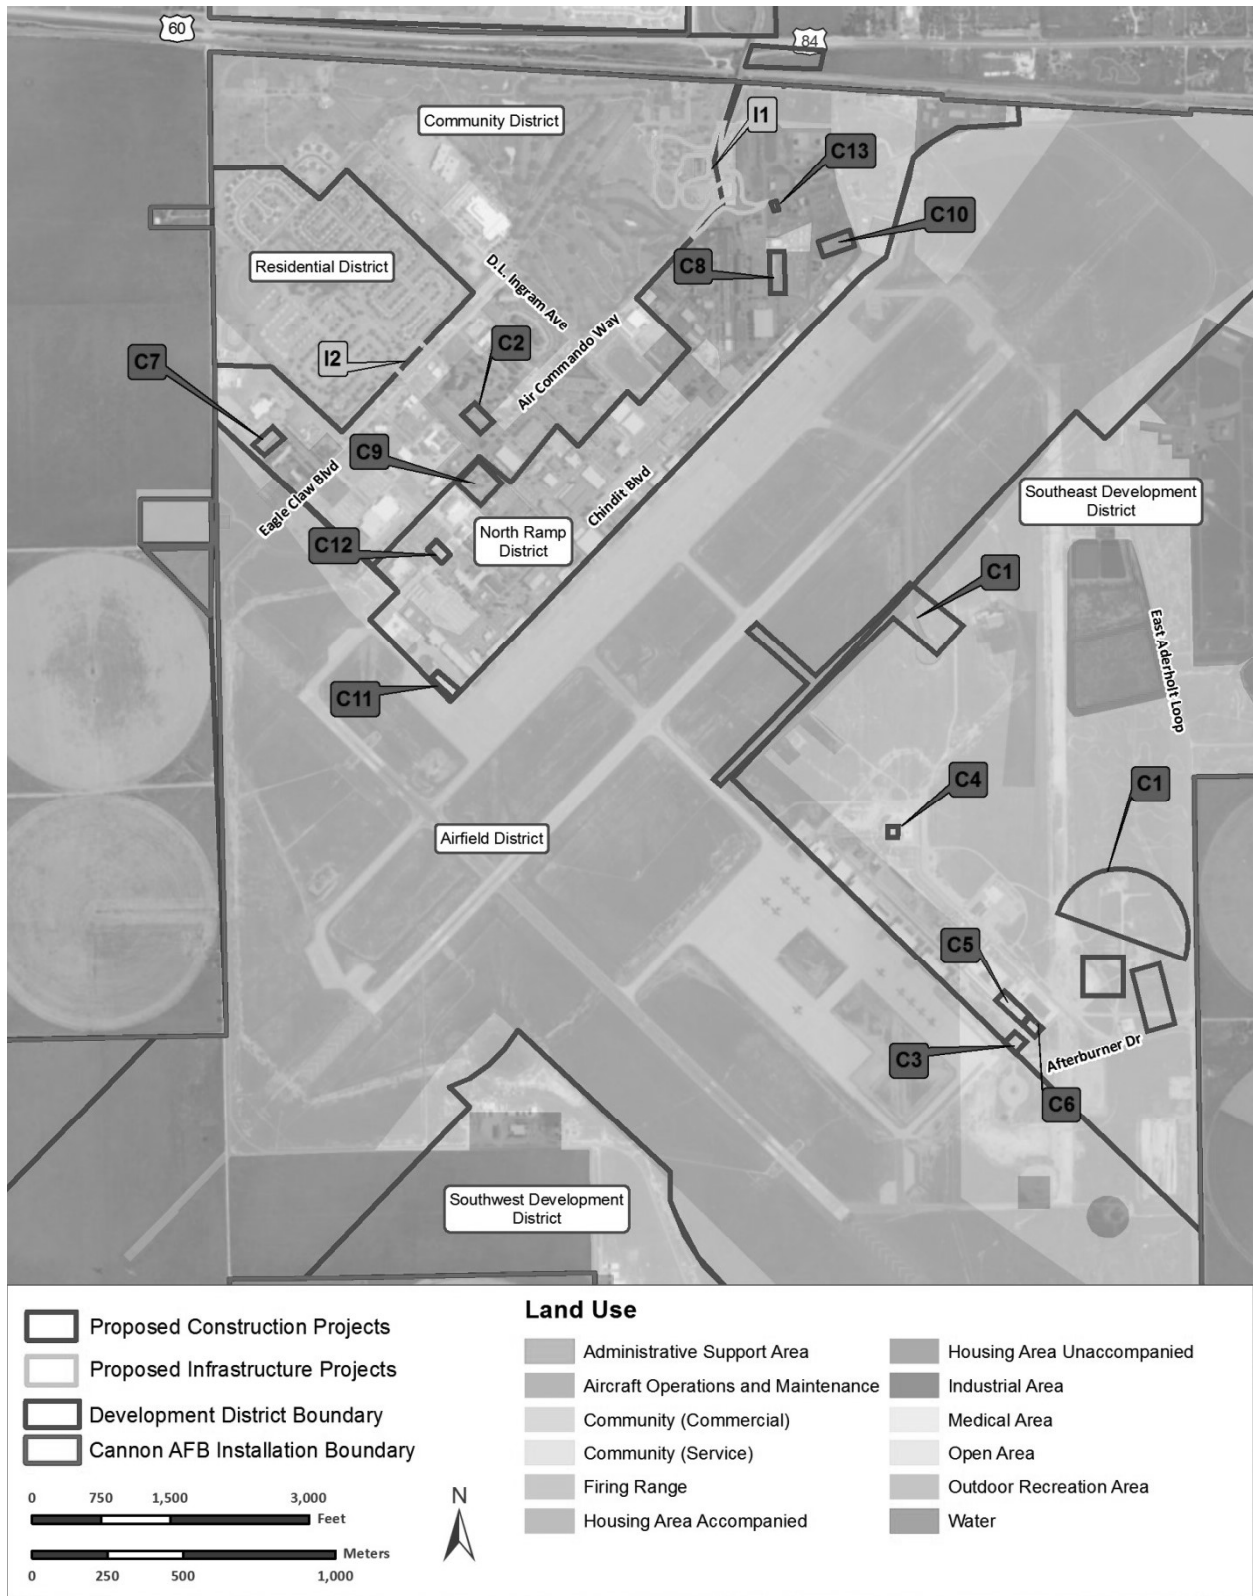 60
84
Community District
I1
C13
C10
Residential District
C8
D.L. Ingram Ave
Air Commando Way
I2
C2
C7
C9
Eagle Claw Blvd
Chindit Blvd
Southeast Development
District
C12
North Ramp
District
C1
East Aderholt Loop
C11
C4
C1
Airfield District
C5
C3
Afterburner Dr
C6
Southwest Development
District
Proposed Construction Projects
Proposed Infrastructure Projects
Development District Boundary
Cannon AFB Installation Boundary
0 750 1,500 3,000
Feet
Meters
0 250 500 1,000
N
Land Use
Administrative Support Area
Aircraft Operations and Maintenance
Community (Commercial)
Community (Service)
Firing Range
Housing Area Accompanied
Housing Area Unaccompanied
Industrial Area
Medical Area
Open Area
Outdoor Recreation Area
Water